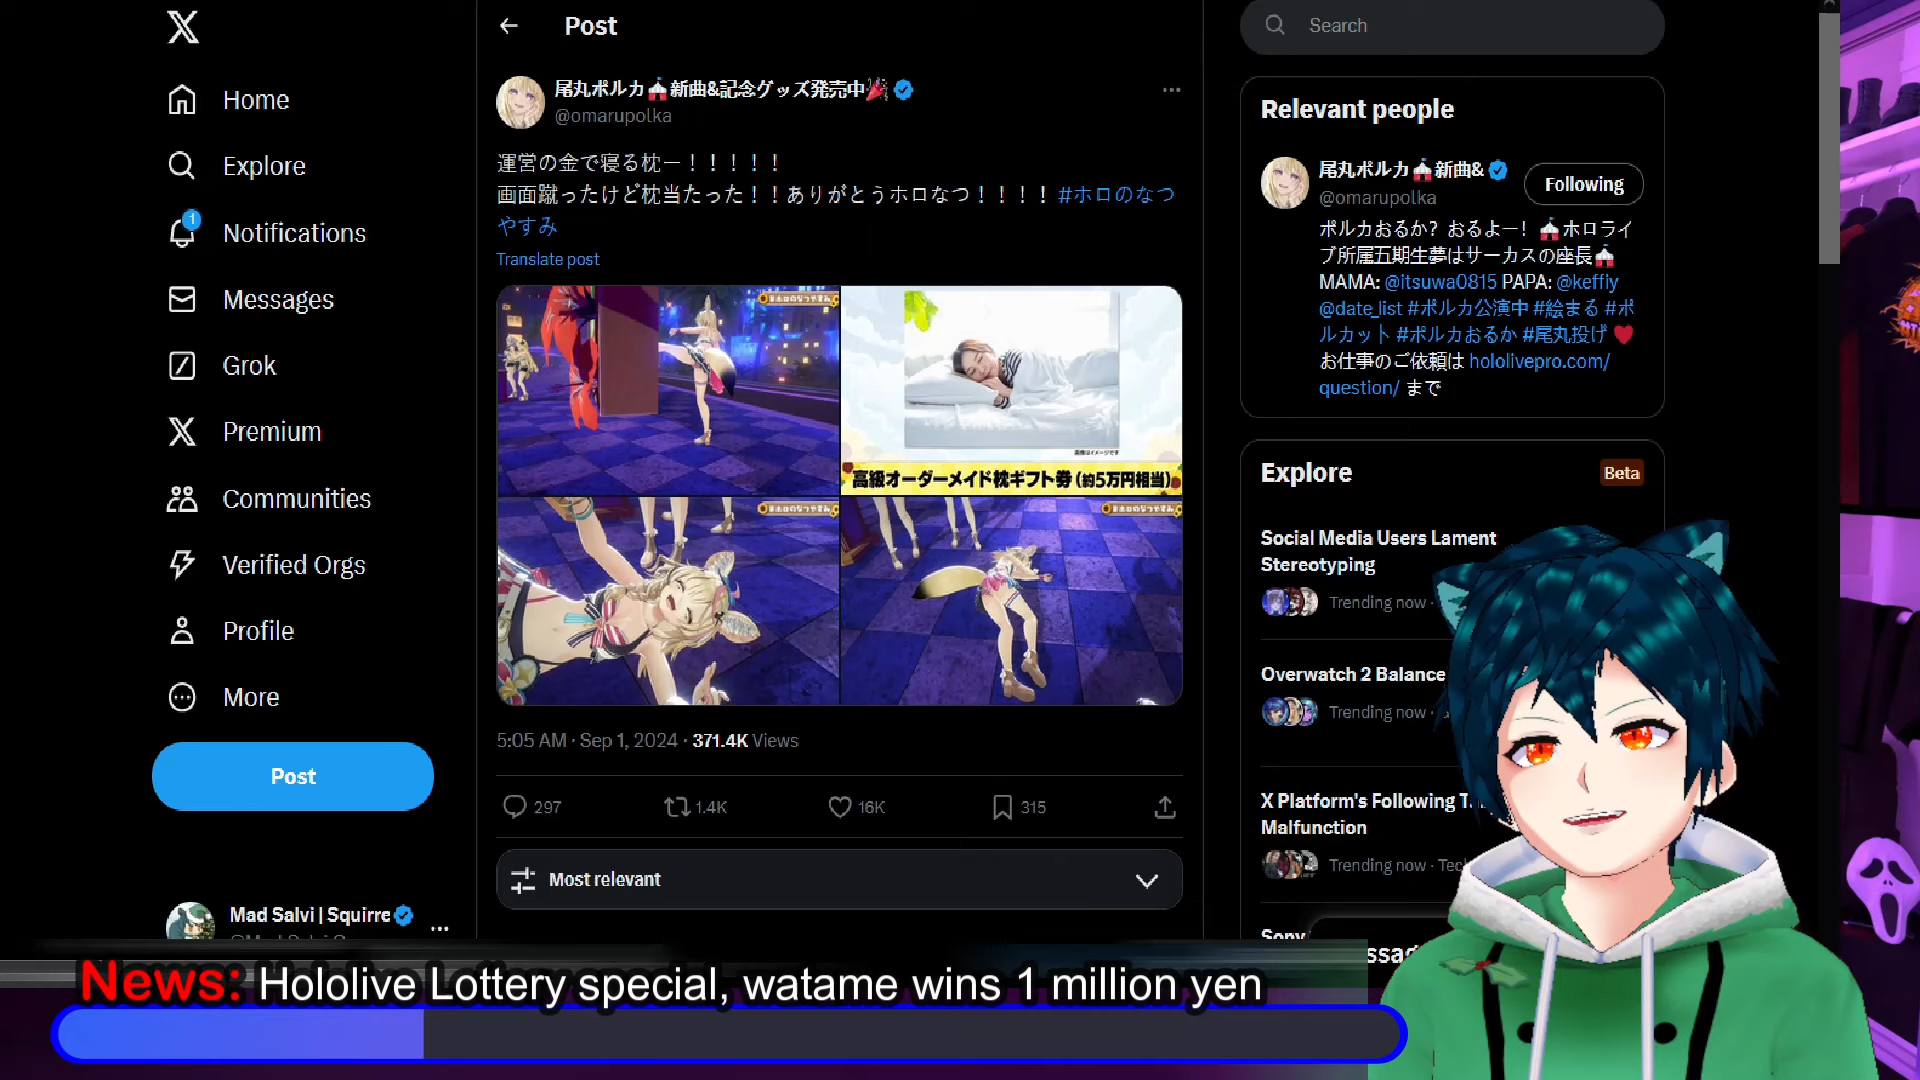 Home
Explore
1
Notifications
Messages
Grok
Premium
Communities
Verified Orgs
Profile
More
Post
Mad Salvi | Squirre
Post
尾丸ポルカ🎪新曲&記念グッズ発売中🎉
@omarupolka
運営の金で寝る枕ー！！！！！
画面蹴ったけど枕当たった！！ありがとうホロなつ！！！！ #ホロのなつ
やすみ
Translate post
高級オーダーメイド枕ギフト券(約5万円相当)
5:05 AM · Sep 1, 2024 · 371.4K Views
297
1.4K
16K
315
Most relevant
Search
Relevant people
尾丸ポルカ🎪新曲&
@omarupolka
Following
ポルカおるか？おるよー！🎪ホロライ
ブ所属五期生夢はサーカスの座長🎪
MAMA: @itsuwa0815 PAPA: @keffiy
@date_list #ポルカ公演中 #絵まる #ポ
ルカット #ポルカおるか #尾丸投げ ♥
お仕事のご依頼は hololivepro.com/
question/ まで
Explore
Beta
Social Media Users Lament
Stereotyping
Trending now ·
Overwatch 2 Balance
Trending now ·
X Platform's Following T
Malfunction
Trending now · Tec
Sony
News: Hololive Lottery special, watame wins 1 million yen